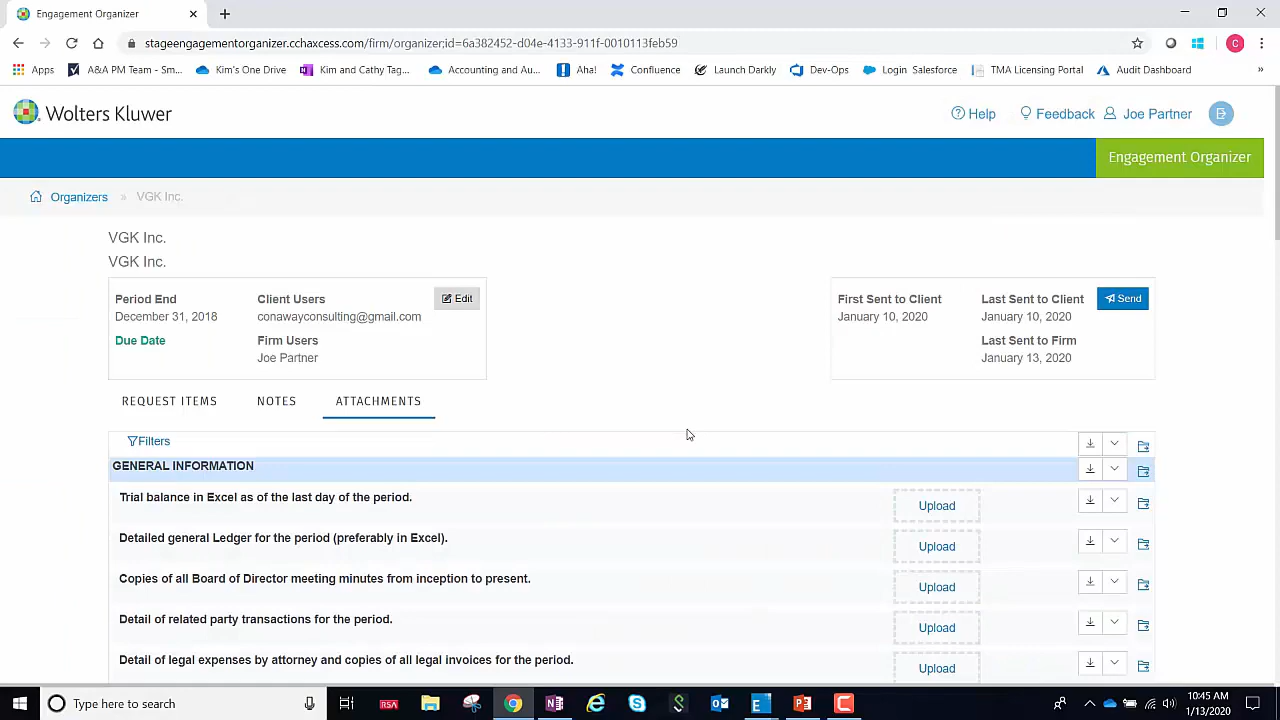 Engagement Organizer
stageengagementorganizer.cchaxcess.com/firm/organizer;id=6a382452-d04e-4133-911f-0010113feb59
C
Apps A&A PM Team - Sm... Kim's One Drive Kim and Cathy Tag... Accounting and Au... Aha! Confluence Launch Darkly Dev-Ops Login Salesforce TMA Licensing Portal Audit Dashboard »
Wolters Kluwer
Help Feedback Joe Partner
Engagement Organizer
Organizers » VGK Inc.
VGK Inc.
VGK Inc.
Period End Client Users Edit First Sent to Client Last Sent to Client Send
December 31, 2018 conawayconsulting@gmail.com January 10, 2020 January 10, 2020
Due Date Firm Users Last Sent to Firm
Joe Partner January 13, 2020
REQUEST ITEMS NOTES ATTACHMENTS
Filters
GENERAL INFORMATION
Trial balance in Excel as of the last day of the period. Upload
Detailed general Ledger for the period (preferably in Excel). Upload
Copies of all Board of Director meeting minutes from inception to present. Upload
Detail of related party transactions for the period. Upload
Detail of legal expenses by attorney and copies of all legal invoices for the period. Upload
Type here to search
RSA
10:45 AM
1/13/2020